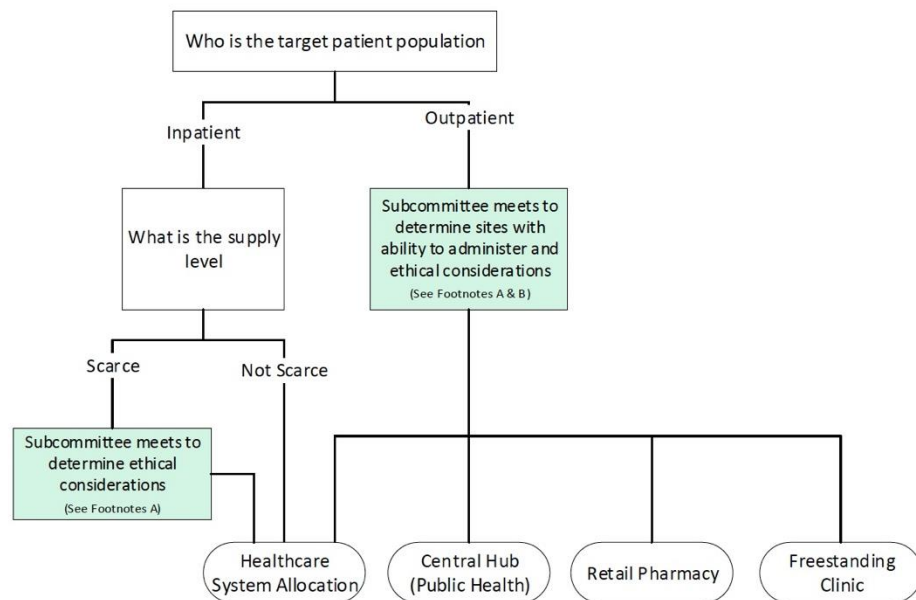 Who is the target patient population
Inpatient
Outpatient
What is the supply
level
Subcommittee meets to
determine sites with
ability to administer and
ethical considerations
(See Footnotes A & B)
Scarce
Not Scarce
Subcommittee meets to
determine ethical
considerations
(See Footnotes A)
Healthcare
System Allocation
Central Hub
(Public Health)
Retail Pharmacy
Freestanding
Clinic